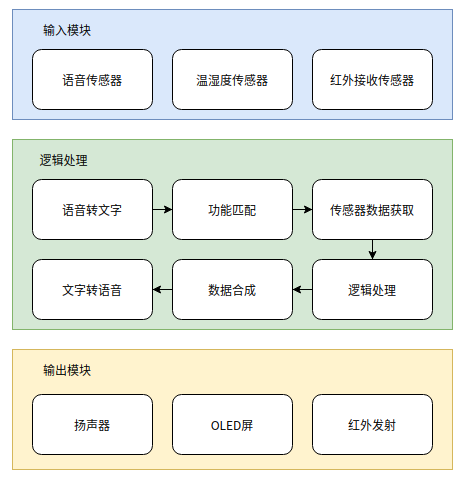 输入模块
语音传感器
温湿度传感器
红外接收传感器
逻辑处理
语音转文字
功能匹配
传感器数据获取
文字转语音
数据合成
逻辑处理
输出模块
扬声器
OLED屏
红外发射